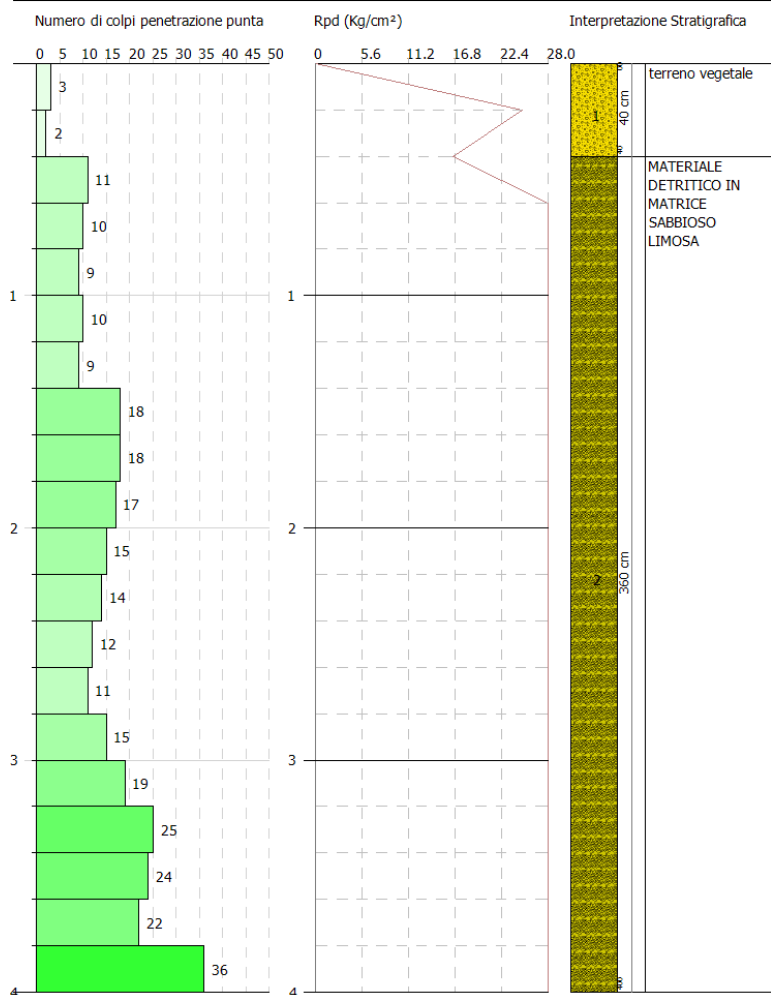 Numero di colpi penetrazione punta
Rpd (Kg/cm²)
Interpretazione Stratigrafica
0 5 10 15 20 25 30 35 40 45 50
0 5.6 11.2 16.8 22.4 28.0
3
2
11
10
9
1
10
9
18
18
17
2
15
14
12
11
15
3
19
25
24
22
36
4
1
2
3
4
1
40 cm
terreno vegetale
2
360 cm
MATERIALE
DETRITICO IN
MATRICE
SABBIOSO
LIMOSA